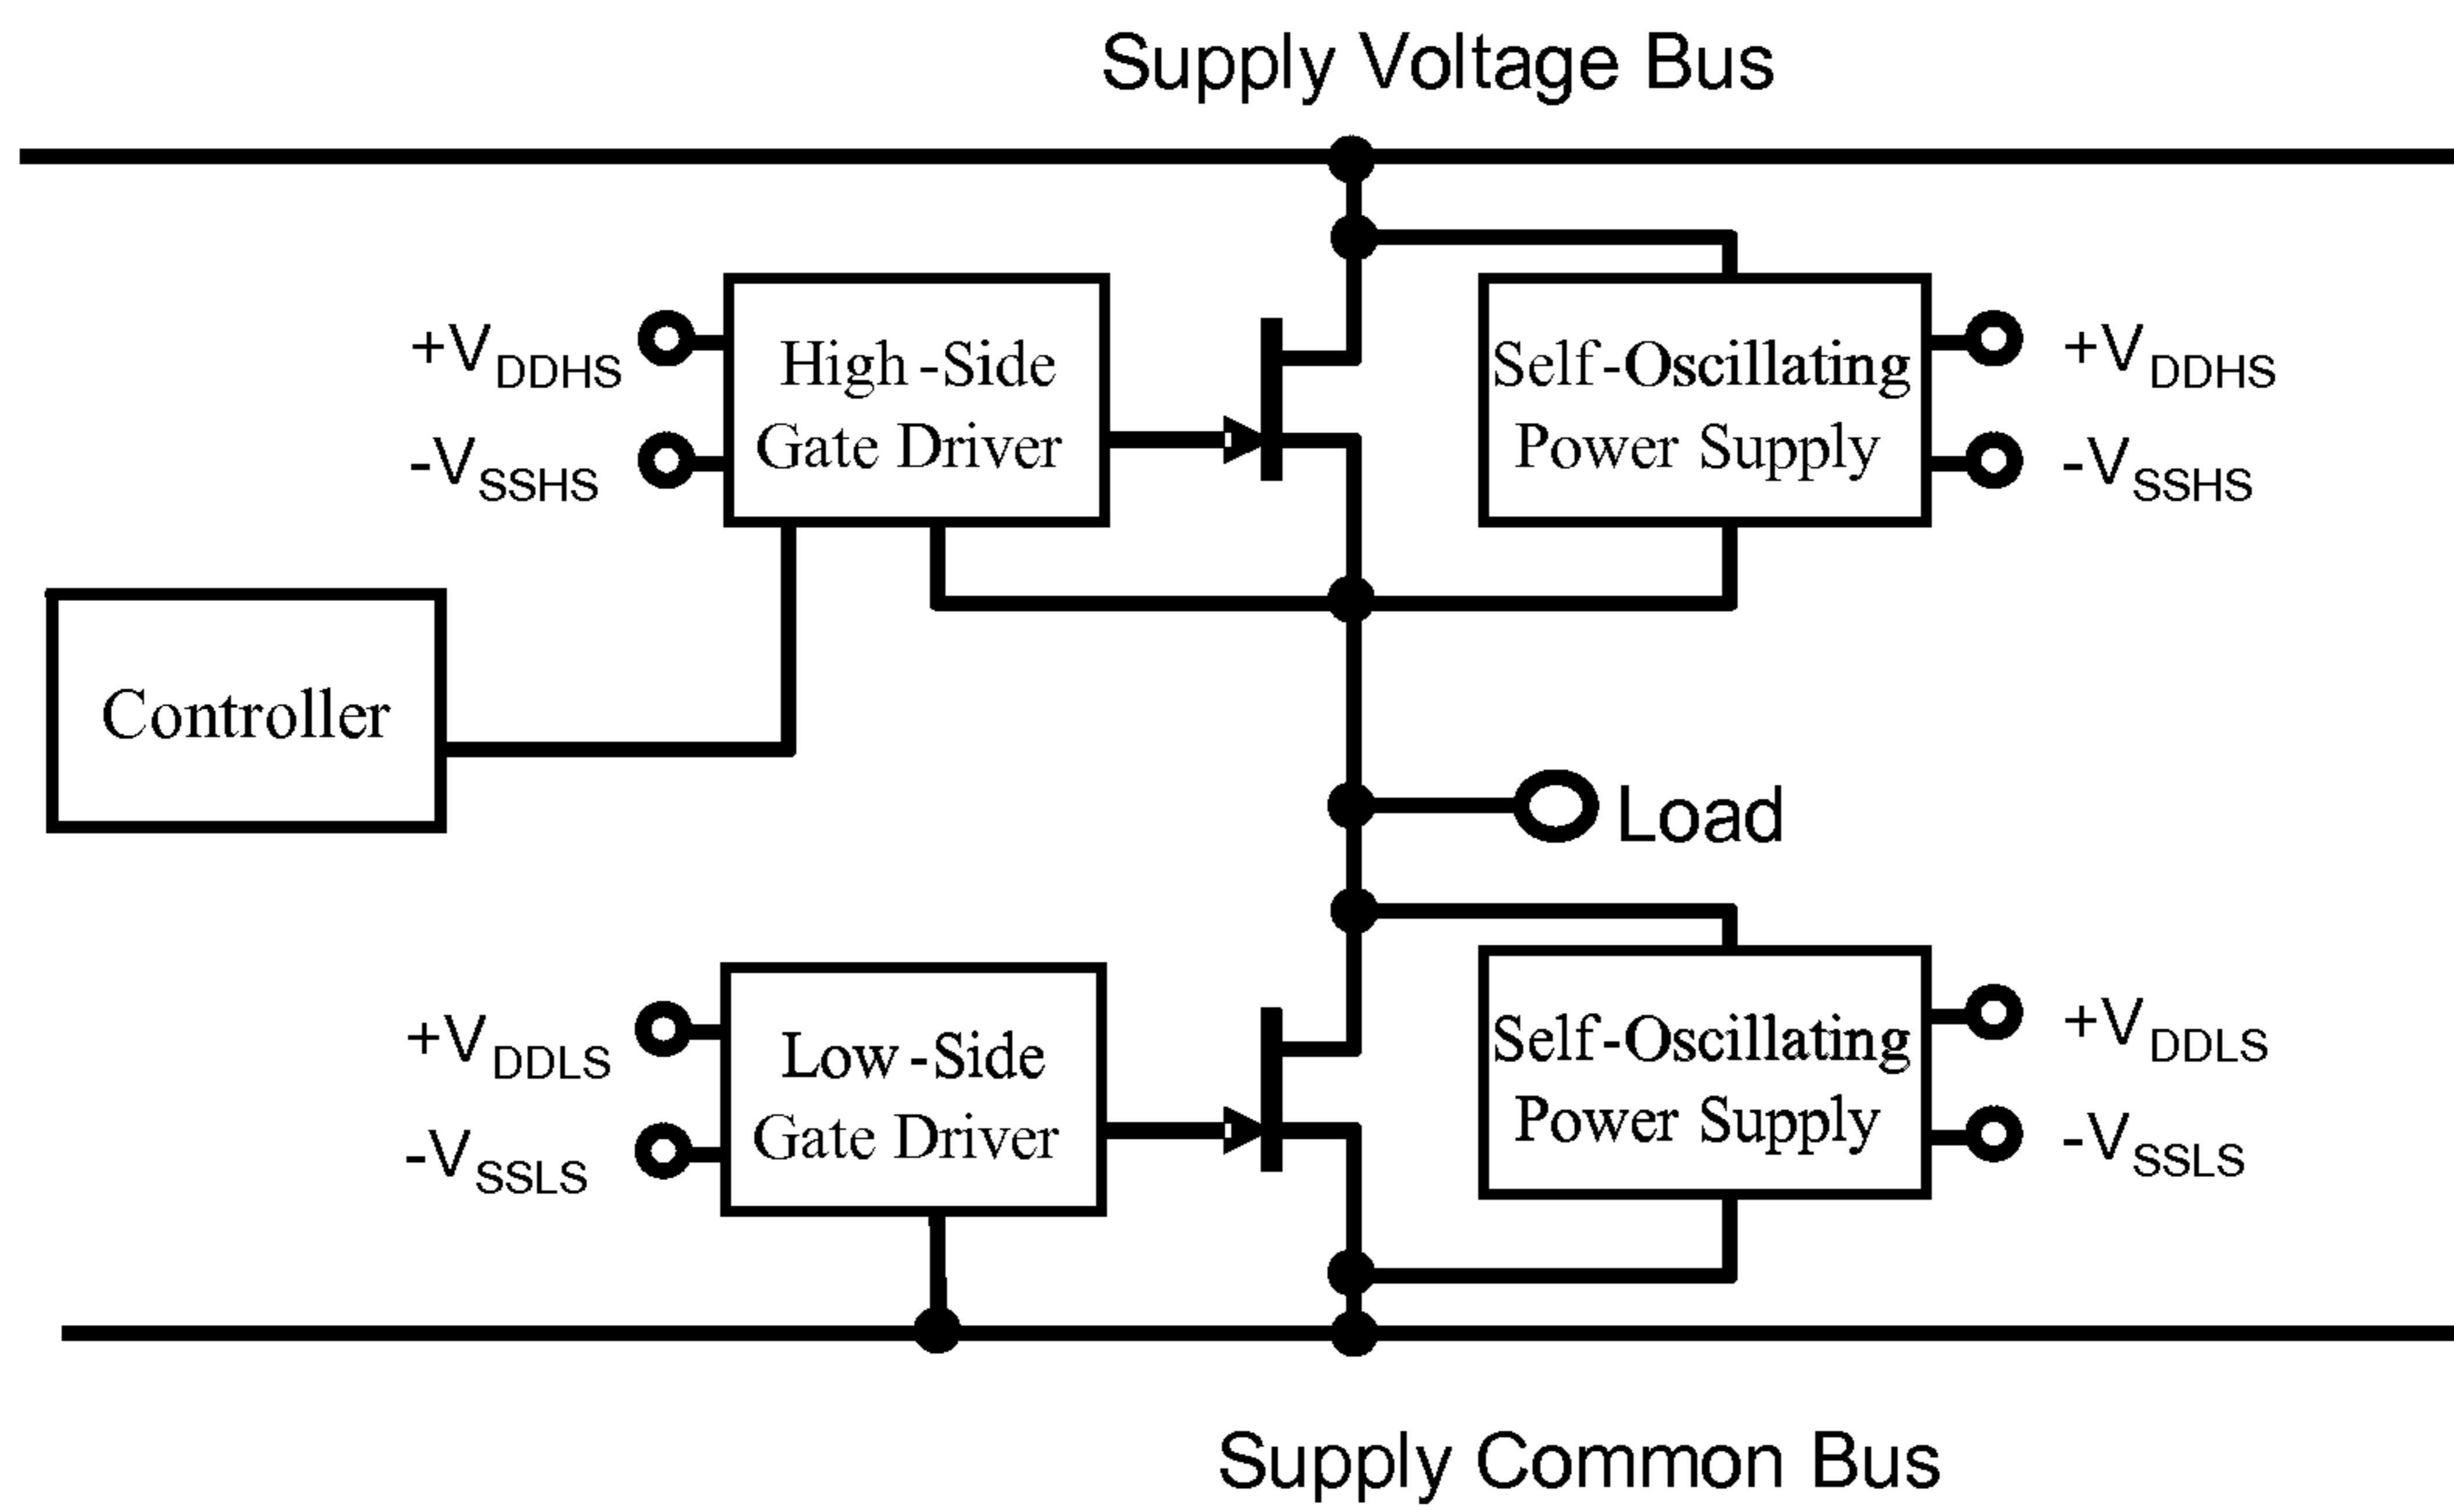 Supply Voltage Bus
+VDDHS
-VSSHS
High-Side
Gate Driver
Self-Oscillating
Power Supply
+VDDHS
-VSSHS
Controller
Load
+VDDLS
-VSSLS
Low-Side
Gate Driver
Self-Oscillating
Power Supply
+VDDLS
-VSSLS
Supply Common Bus